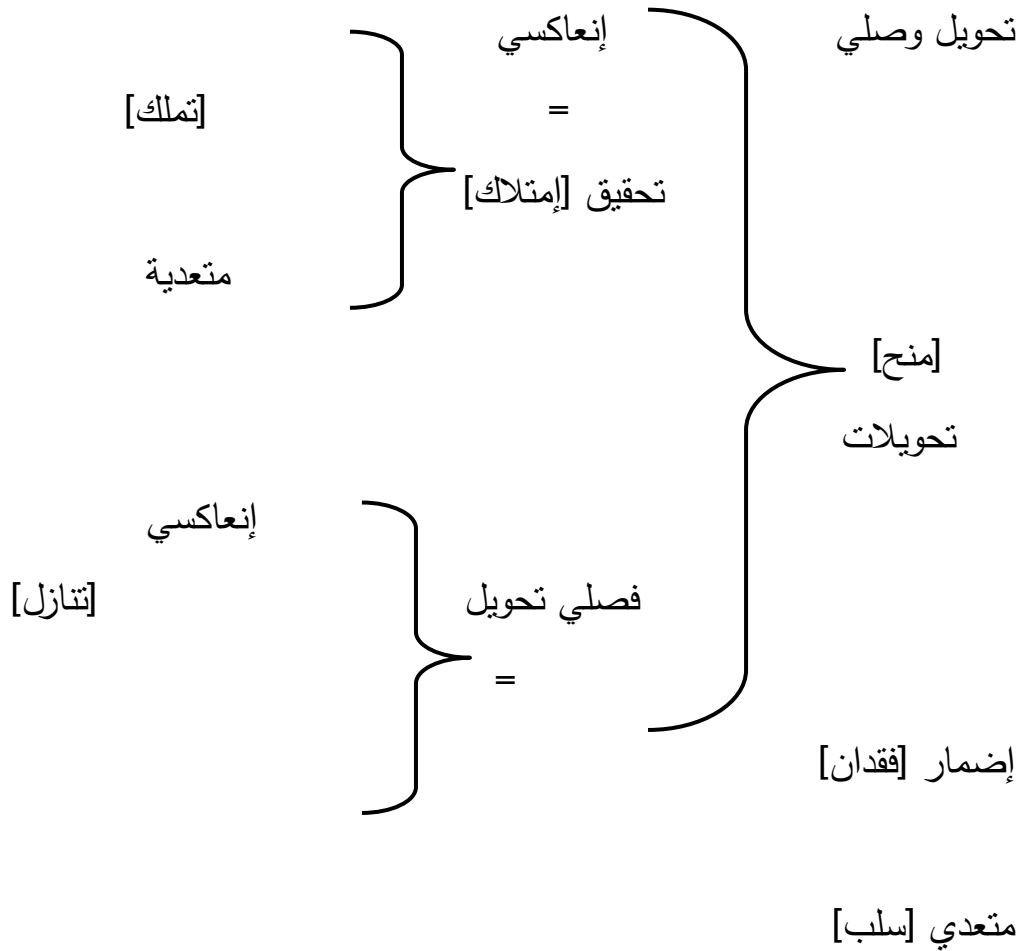 تحويل وصلي
إنعاكسي
=
[تملك]
تحقيق [إمتلاك]
متعدية
[منح]
تحويلات
إنعاكسي
فصلي تحويل
[تنازل]
=
إضمار [فقدان]
متعدي [سلب]